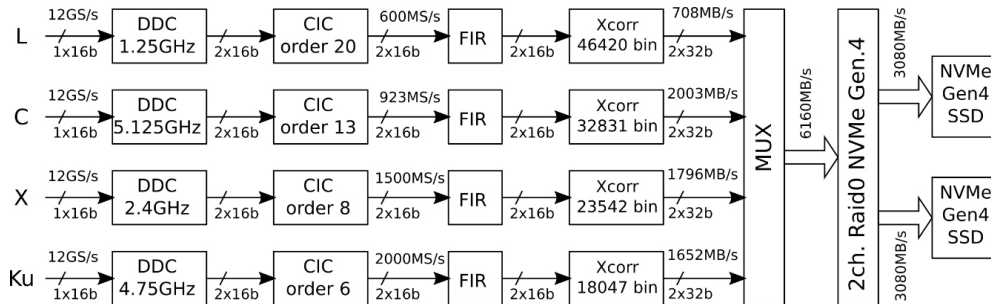 L
12GS/s
1x16b
DDC
1.25GHz
2x16b
CIC
order 20
600MS/s
2x16b
FIR
2x16b
Xcorr
46420 bin
708MB/s
2x32b
C
12GS/s
1x16b
DDC
5.125GHz
2x16b
CIC
order 13
923MS/s
2x16b
FIR
2x16b
Xcorr
32831 bin
2003MB/s
2x32b
X
12GS/s
1x16b
DDC
2.4GHz
2x16b
CIC
order 8
1500MS/s
2x16b
FIR
2x16b
Xcorr
23542 bin
1796MB/s
2x32b
Ku
12GS/s
1x16b
DDC
4.75GHz
2x16b
CIC
order 6
2000MS/s
2x16b
FIR
2x16b
Xcorr
18047 bin
1652MB/s
2x32b
MUX
6160MB/s
2ch. Raid0 NVMe Gen.4
3080MB/s
NVMe
Gen4
SSD
3080MB/s
NVMe
Gen4
SSD